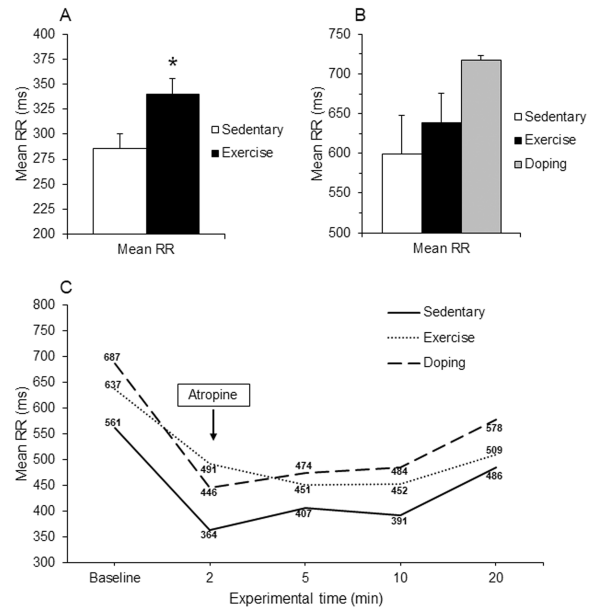 A
Mean RR (ms)
400
375
350
325
300
275
250
225
200
*
Mean RR
Sedentary
Exercise
B
Mean RR (ms)
750
700
650
600
550
500
Mean RR
Sedentary
Exercise
Doping
C
Mean RR (ms)
800
750
700
650
600
550
500
450
400
350
300
Sedentary
Exercise
Doping
Atropine
687
637
561
491
446
364
474
451
407
484
452
391
578
509
486
Baseline 2 5 10 20
Experimental time (min)